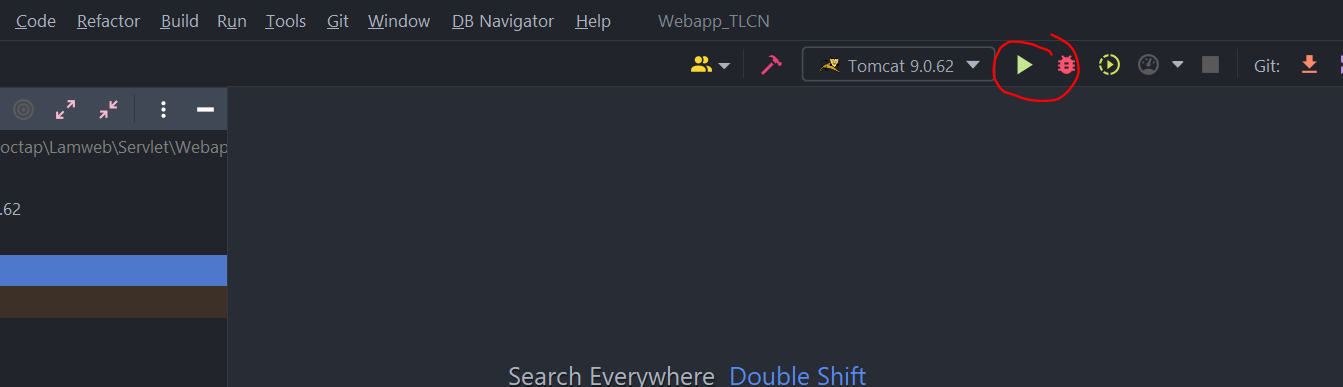 Code Refactor Build Run Tools Git Window DB Navigator Help Webapp_TLCN
Tomcat 9.0.62 Git:
octap\Lamweb\Servlet\Webap
.62
Search Everywhere Double Shift